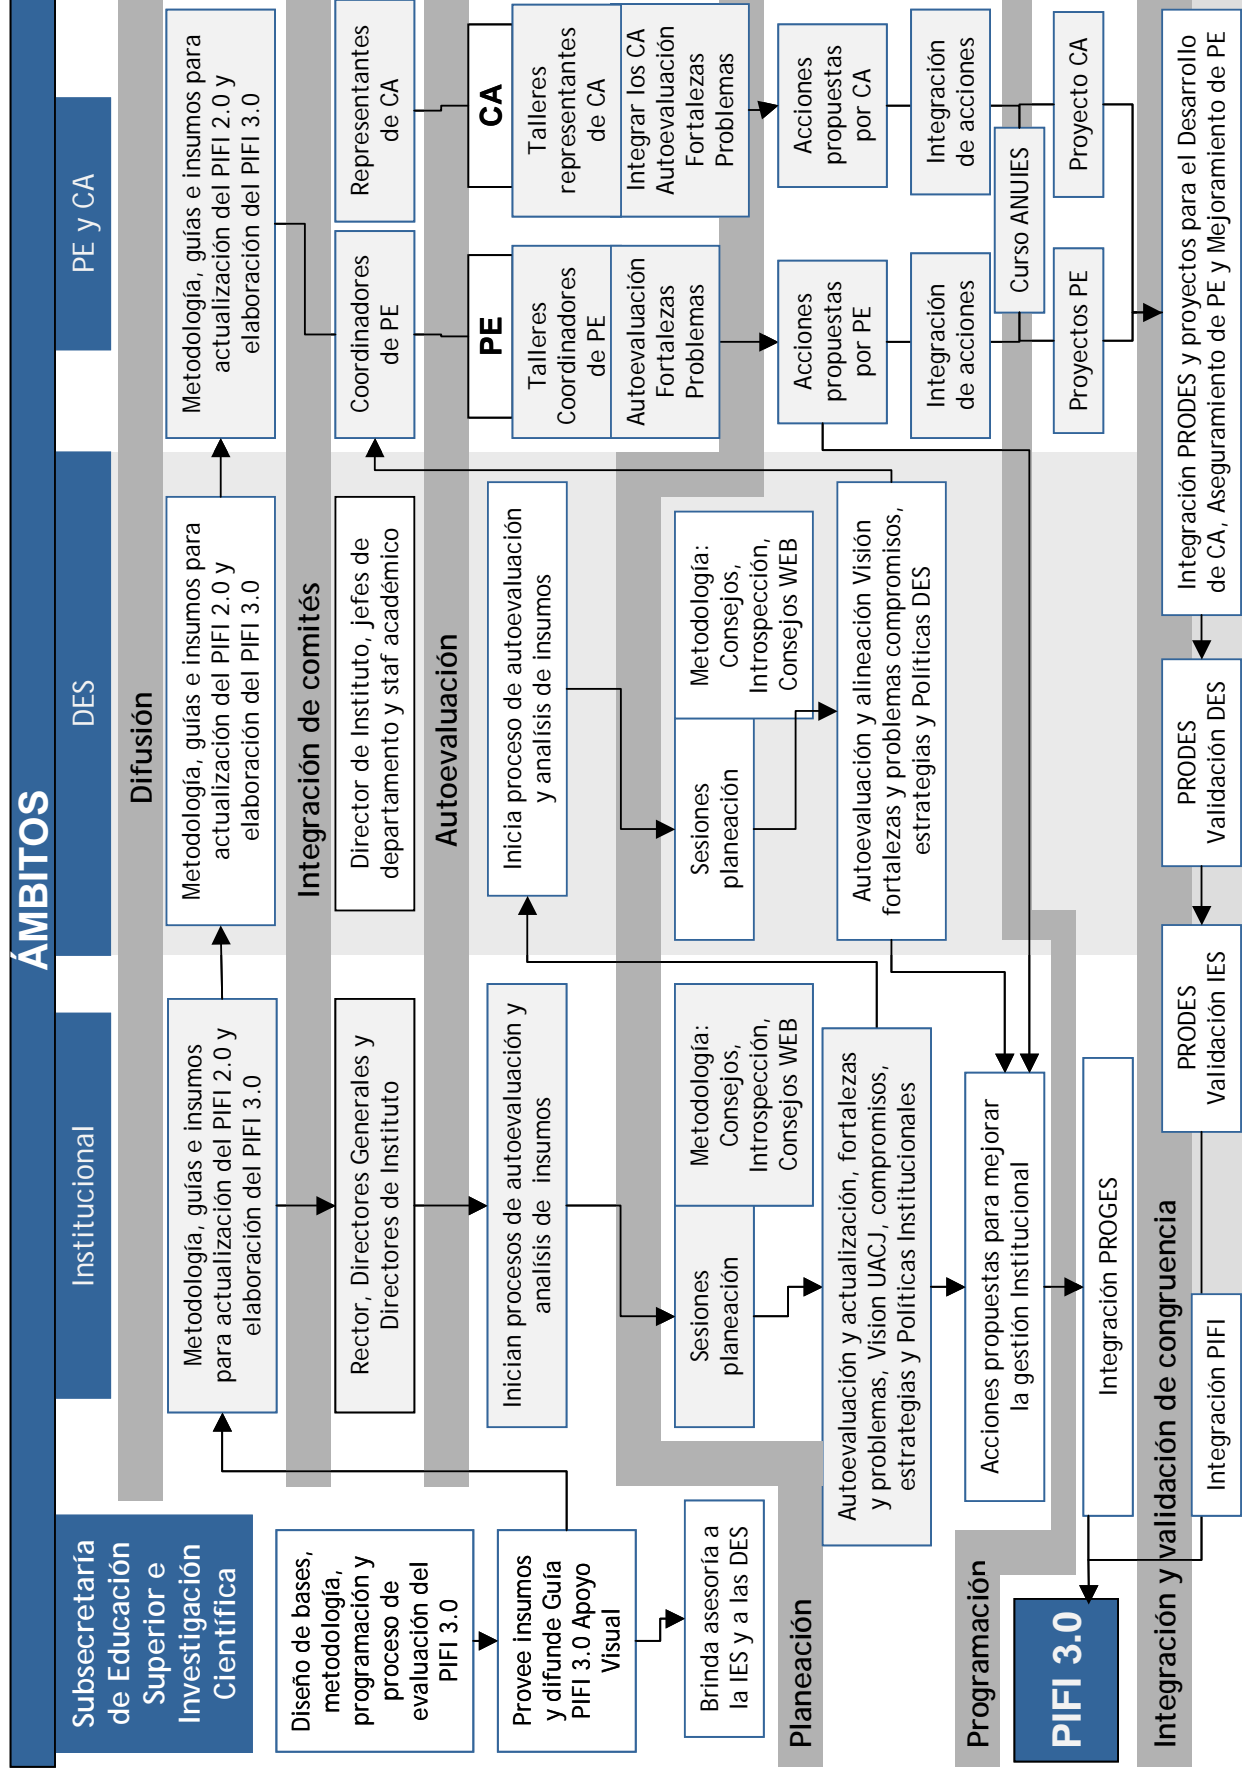 ÁMBITOS
Subsecretaría
de Educación
Superior e
Investigación
Científica
Institucional
DES
PE y CA
Difusión
Metodología, guías e insumos
para actualización del PIFI 2.0 y
elaboración del PIFI 3.0
Metodología, guías e insumos para
actualización del PIFI 2.0 y
elaboración del PIFI 3.0
Metodología, guías e insumos para
actualización del PIFI 2.0 y
elaboración del PIFI 3.0
Diseño de bases,
metodología,
programación y
proceso de
evaluación del
PIFI 3.0
Integración de comités
Rector, Directores Generales y
Directores de Instituto
Director de Instituto, jefes de
departamento y staf académico
Coordinadores
de PE
Representantes
de CA
Autoevaluación
Provee insumos
y difunde Guía
PIFI 3.0 Apoyo
Visual
Inician procesos de autoevaluación y
analísis de insumos
Inicia proceso de autoevaluación
y analísis de insumos
PE
Talleres
Coordinadores
de PE
Autoevaluación
Fortalezas
Problemas
CA
Talleres
representantes
de CA
Integrar los CA
Autoevaluación
Fortalezas
Problemas
Brinda asesoría a
la IES y a las DES
Sesiones
planeación
Metodología:
Consejos,
Introspección,
Consejos WEB
Sesiones
planeación
Metodología:
Consejos,
Introspección,
Consejos WEB
Planeación
Autoevaluación y actualización, fortalezas
y problemas, Vision UACJ, compromisos,
estrategias y Políticas Institucionales
Autoevaluación y alineación Visión
fortalezas y problemas compromisos,
estrategias y Políticas DES
Acciones
propuestas
por PE
Acciones
propuestas
por CA
Integración
de acciones
Integración
de acciones
Programación
Acciones propuestas para mejorar
la gestión Institucional
Curso ANUIES
PIFI 3.0
Integración PROGES
Proyectos PE
Proyecto CA
Integración y validación de congruencia
Integración PIFI
PRODES
Validación IES
PRODES
Validación DES
Integración PRODES y proyectos para el Desarrollo
de CA, Aseguramiento de PE y Mejoramiento de PE